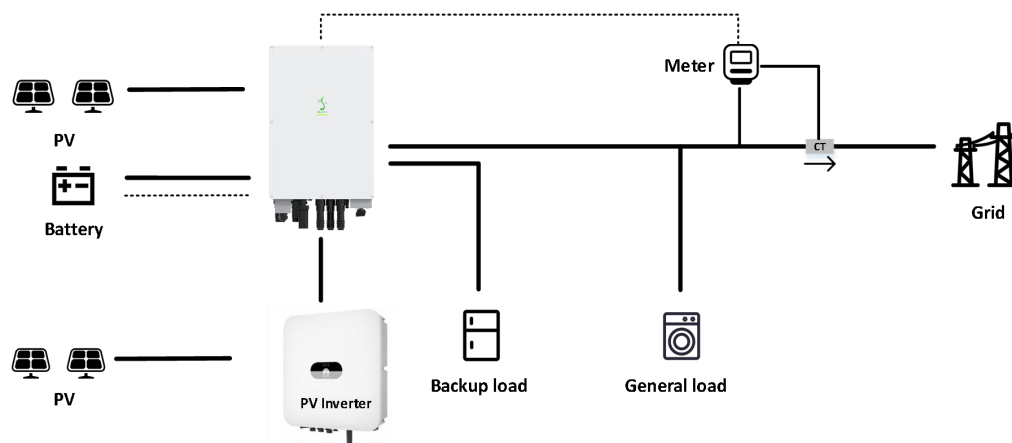 Meter
PV
CT
Battery
Grid
PV Inverter
Backup load
General load
PV